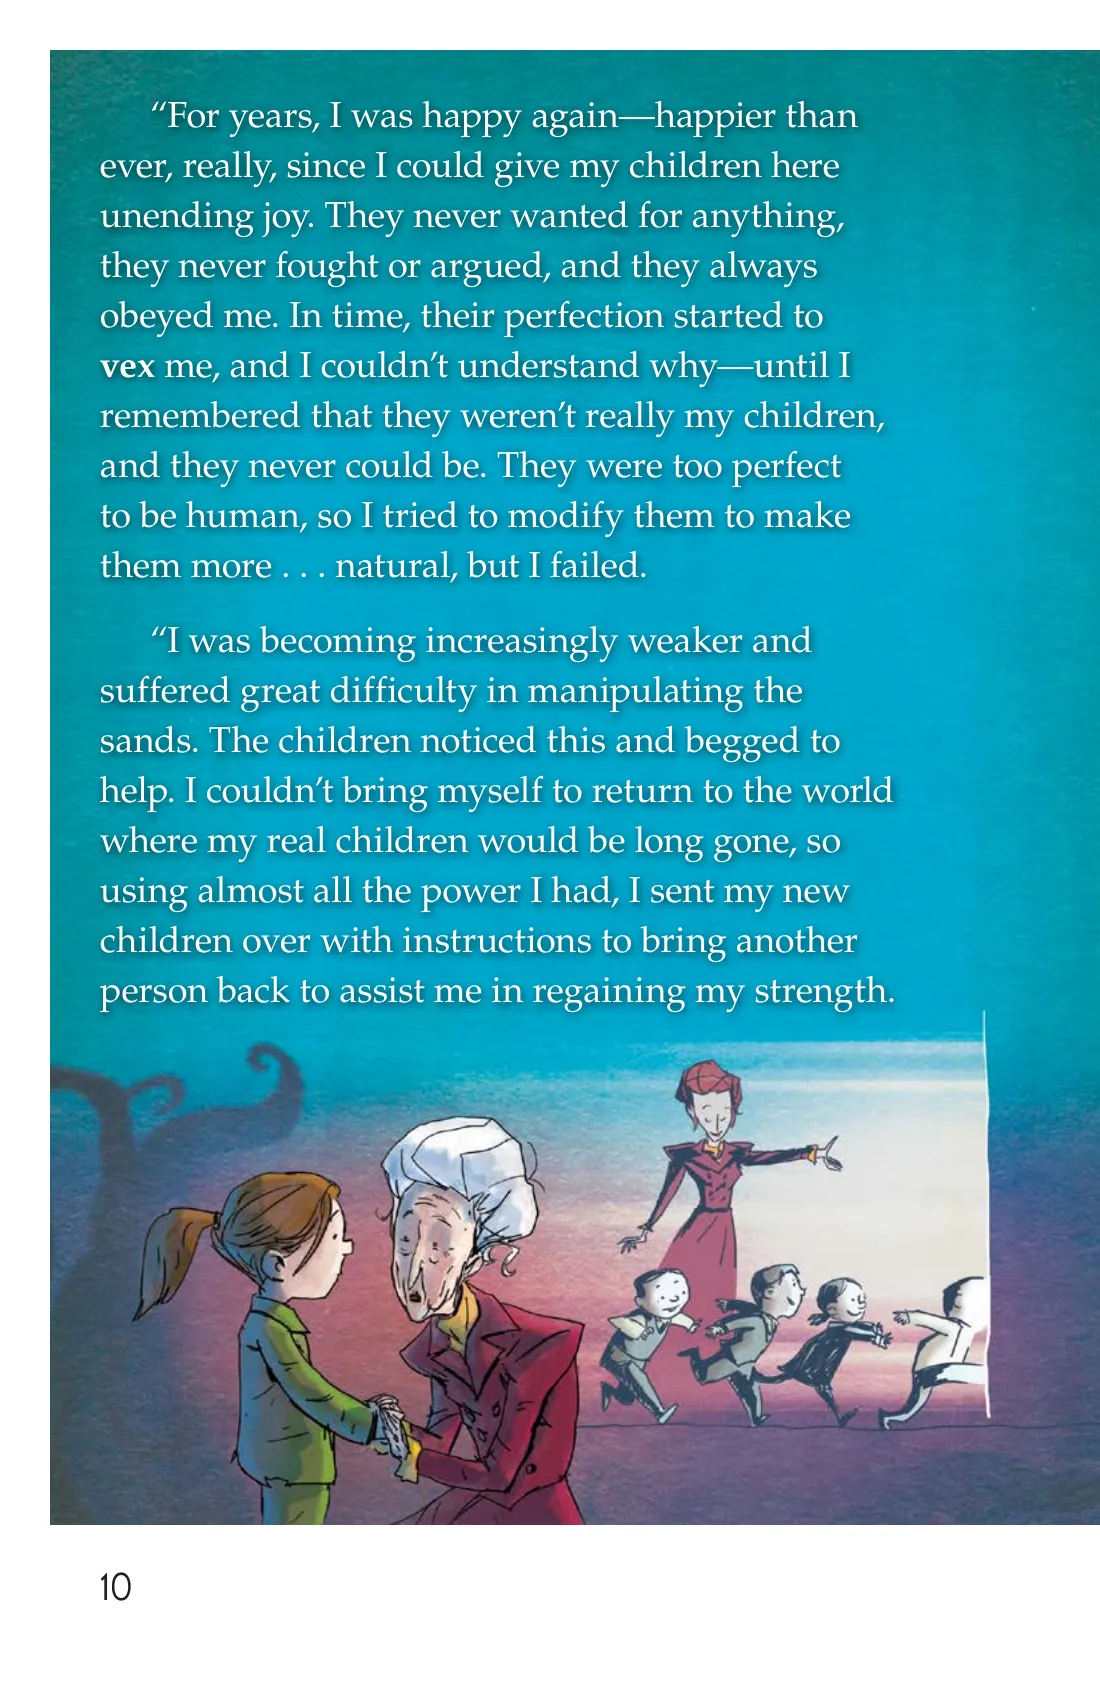 “For years, I was happy again—happier than
ever, really, since I could give my children here
unending joy. They never wanted for anything,
they never fought or argued, and they always
obeyed me. In time, their perfection started to
vex me, and I couldn’t understand why—until I
remembered that they weren’t really my children,
and they never could be. They were too perfect
to be human, so I tried to modify them to make
them more . . . natural, but I failed.
“I was becoming increasingly weaker and
suffered great difficulty in manipulating the
sands. The children noticed this and begged to
help. I couldn’t bring myself to return to the world
where my real children would be long gone, so
using almost all the power I had, I sent my new
children over with instructions to bring another
person back to assist me in regaining my strength.
10